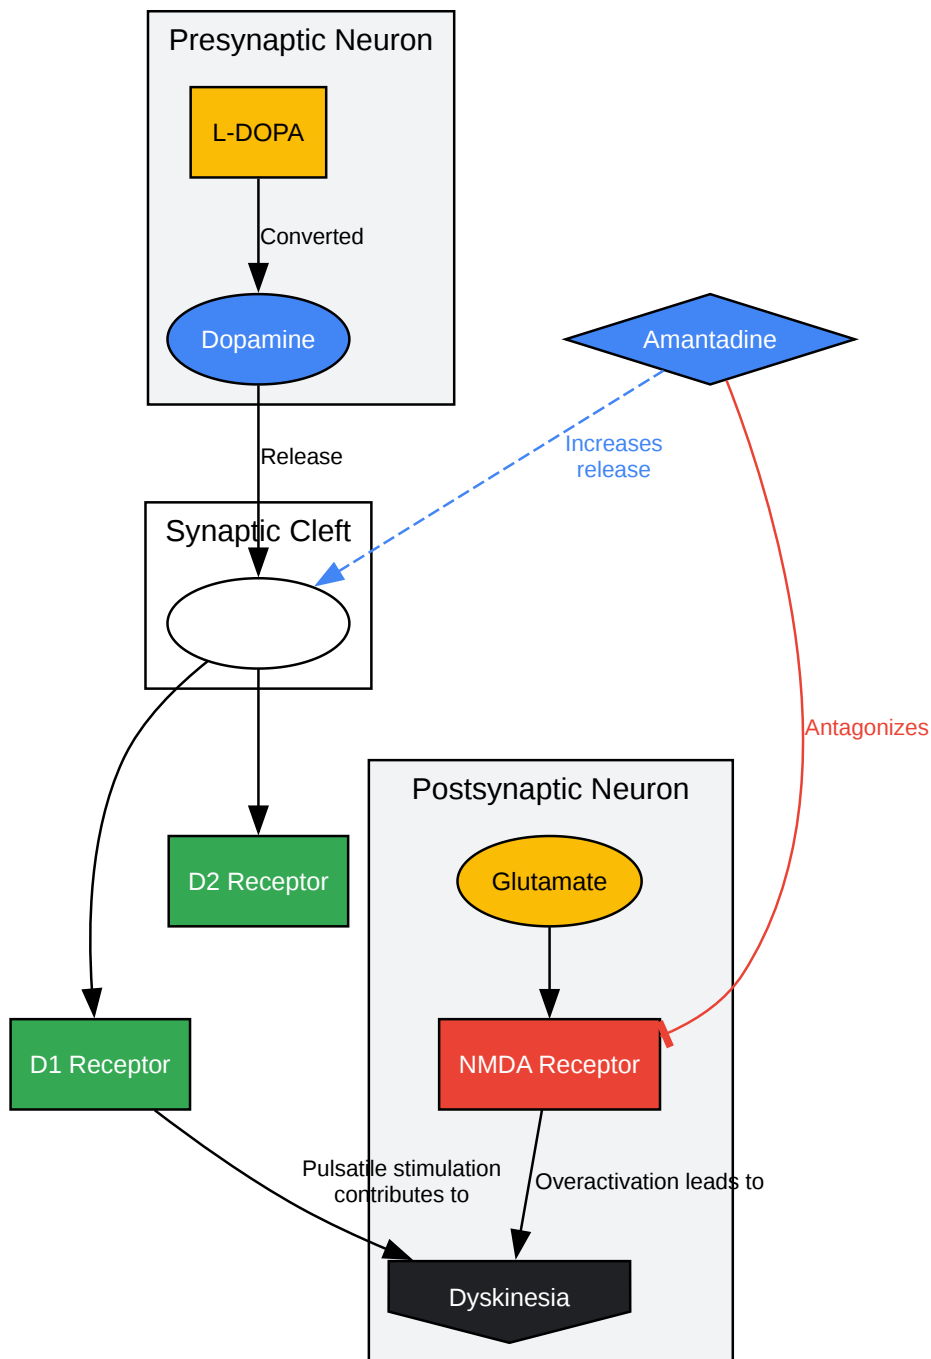 Presynaptic Neuron
L-DOPA
Converted
Dopamine
Amantadine
Increases
release
Release
Synaptic Cleft
Antagonizes
Postsynaptic Neuron
D2 Receptor
Glutamate
D1 Receptor
NMDA Receptor
Pulsatile stimulation
contributes to
Overactivation leads to
Dyskinesia